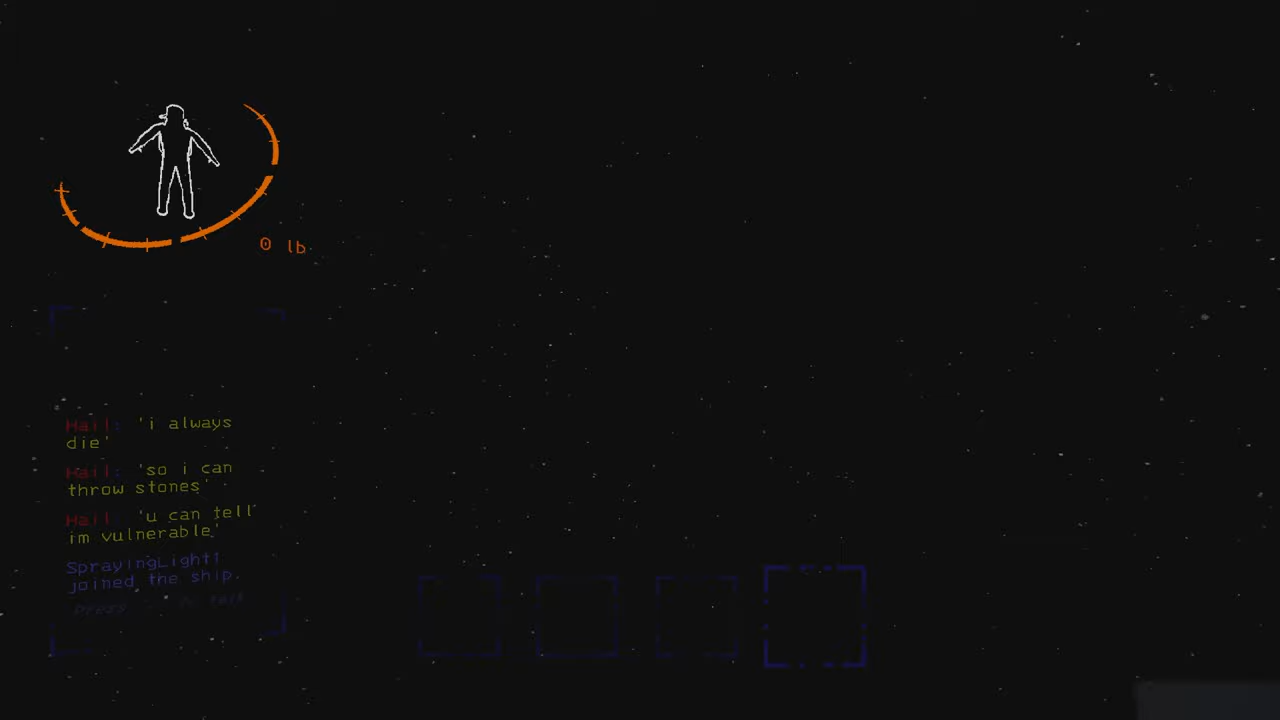 0 lb
Hail: 'i always
die'
Hail: 'so i can
throw stones'
Hail: 'u can tell
im vulnerable'
SprayingLight1
joined the ship.
Press